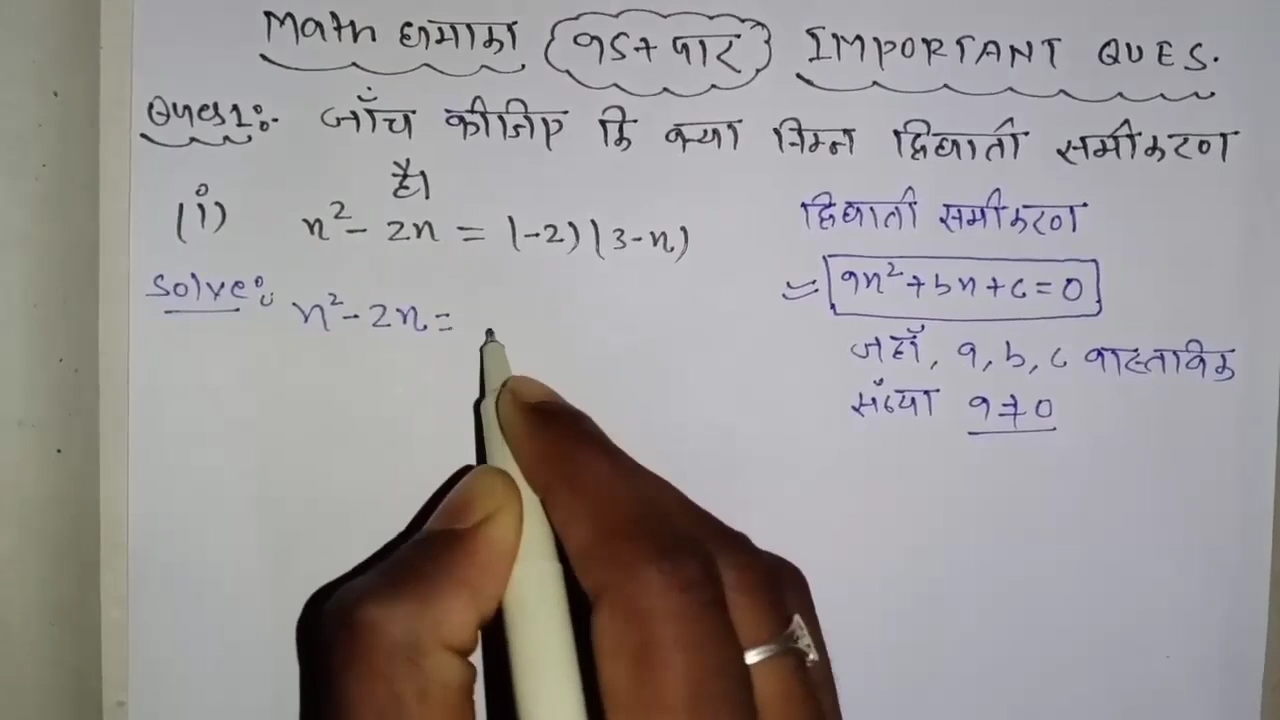 Math धमाका 95+ पार IMPORTANT QUES.
Ques1:- जाँच कीजिए कि क्या निम्न द्विघाती समीकरण
है।
(i) x² - 2x = (-2)(3-x)
Solve: x² - 2x =
द्विघाती समीकरण
= ax² + bx + c = 0
जहाँ, a, b, c वास्तविक
संख्या a ≠ 0